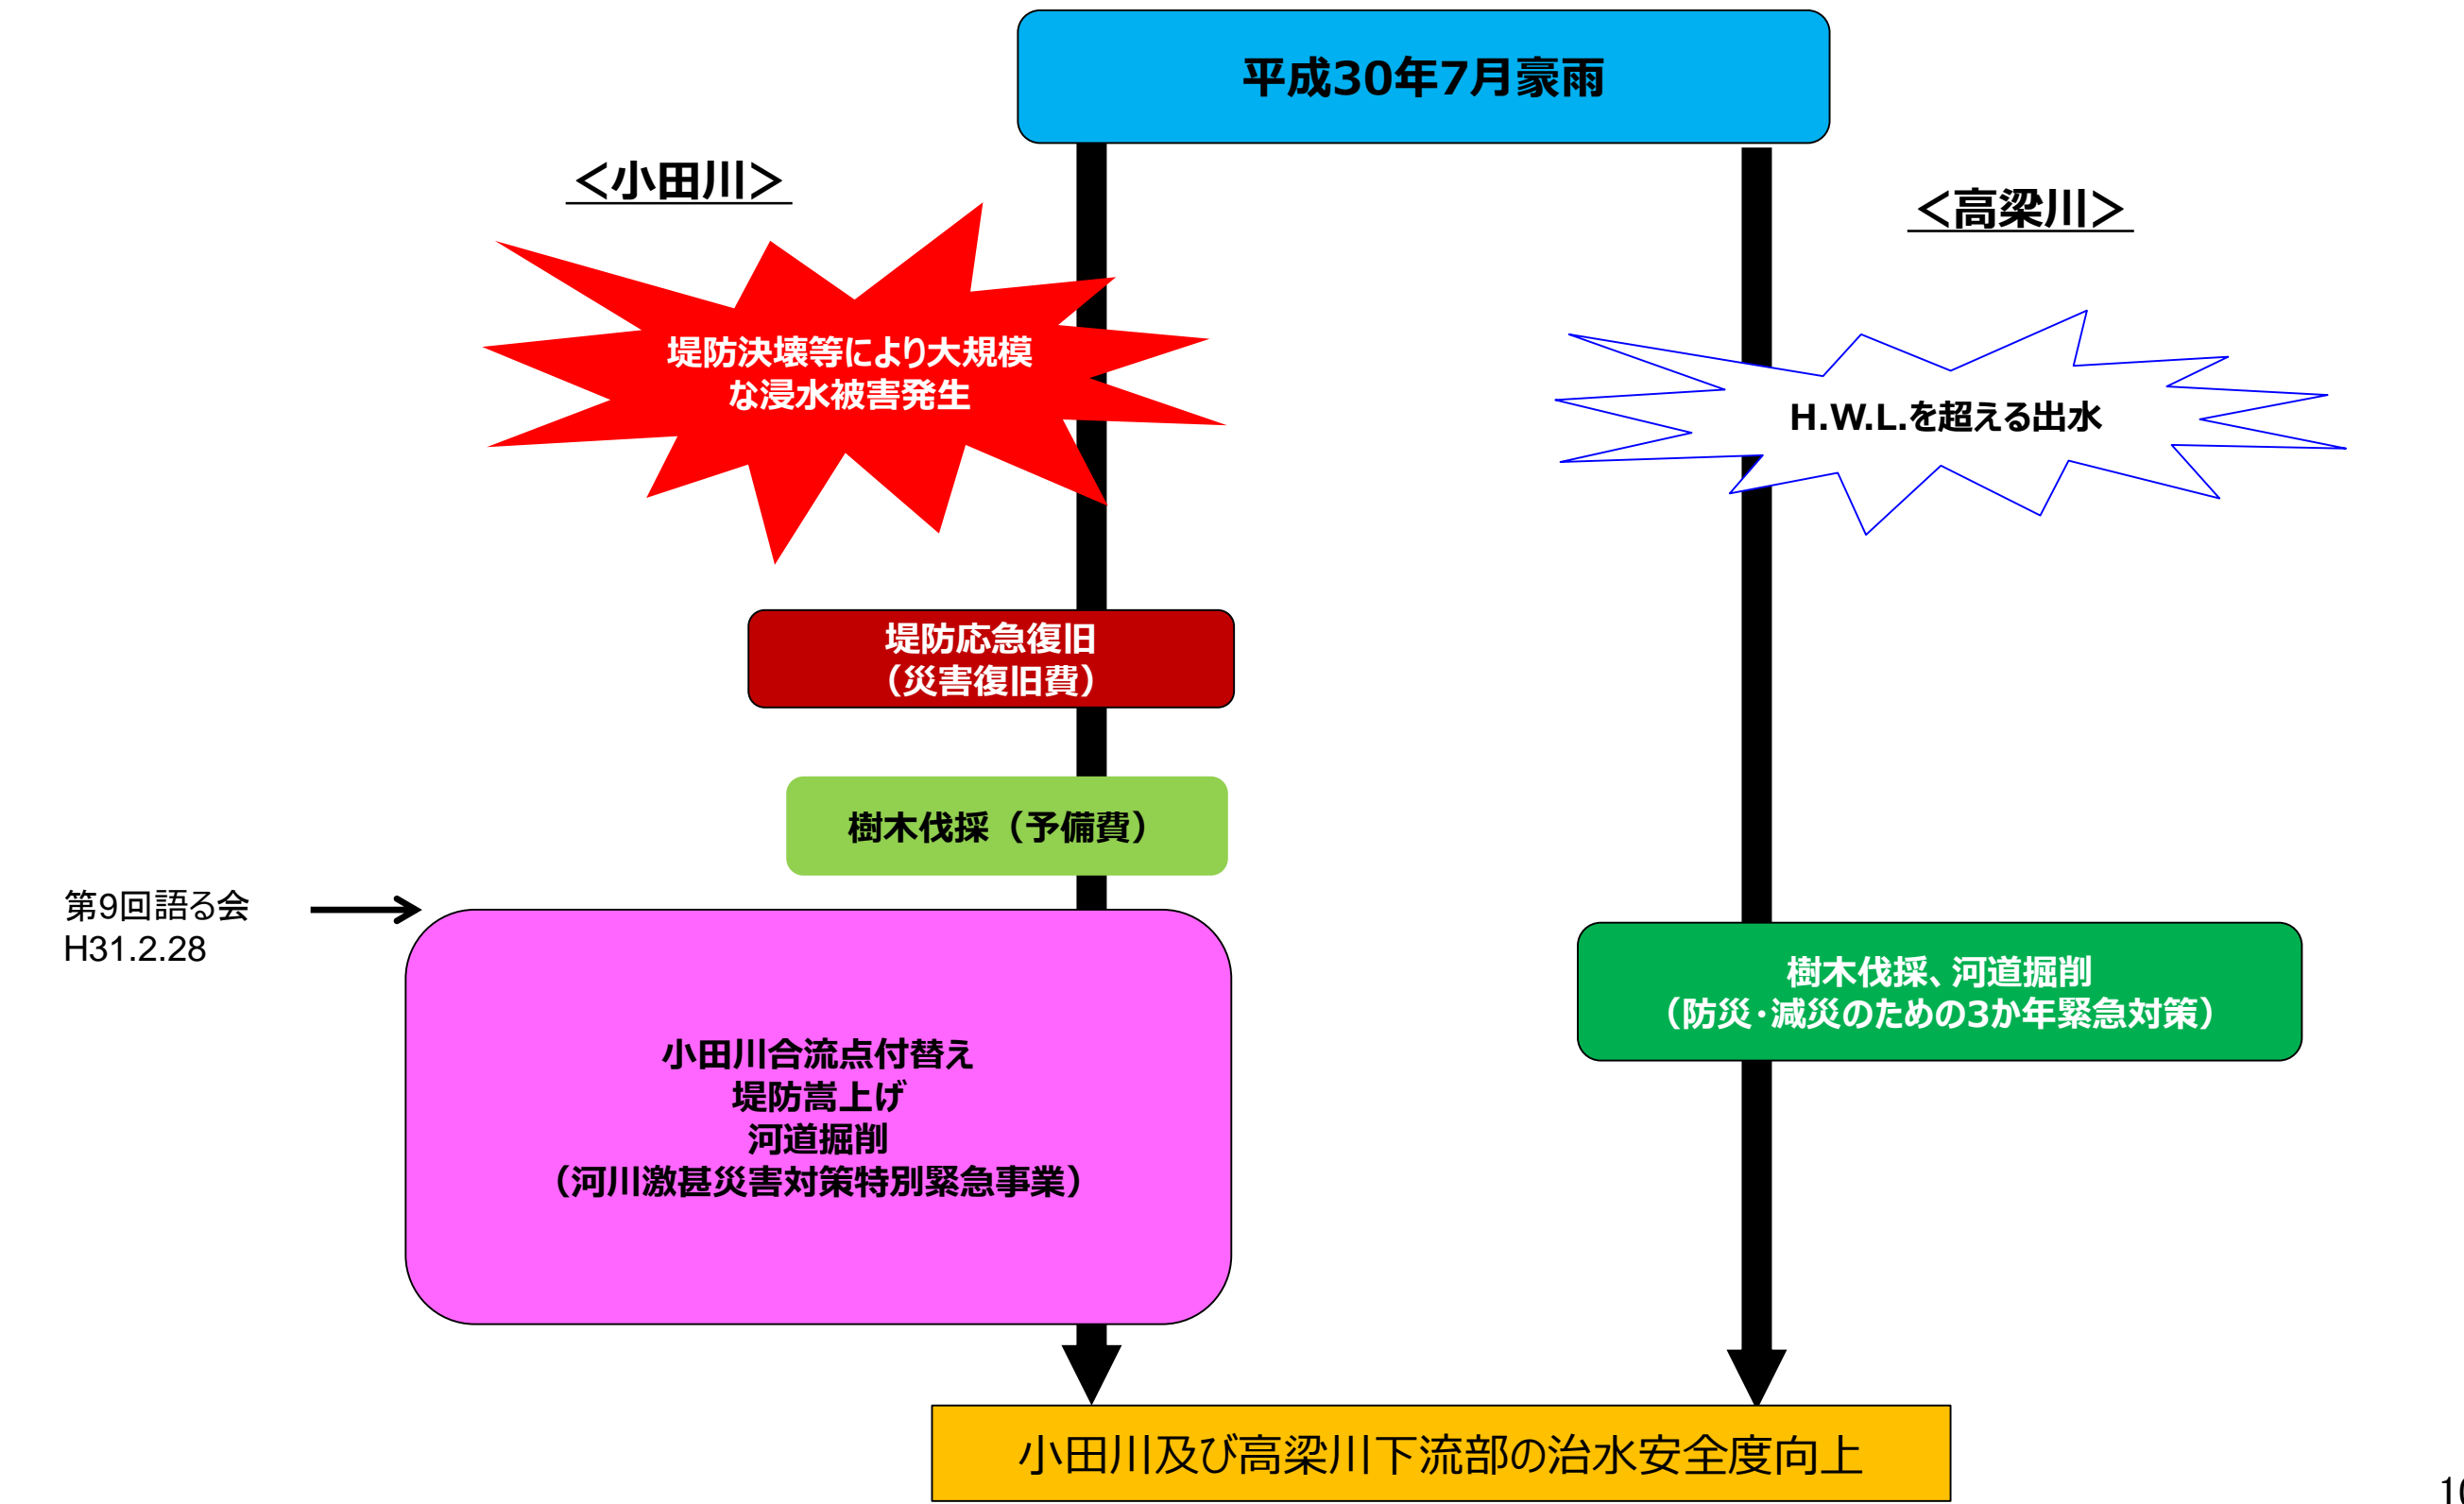 平成30年7月豪雨
＜小田川＞
＜高梁川＞
堤防決壊等により大規模
な浸水被害発生
H.W.L.を超える出水
堤防応急復旧
（災害復旧費）
樹木伐採（予備費）
第9回語る会
H31.2.28
樹木伐採、河道掘削
（防災・減災のための3か年緊急対策）
小田川合流点付替え
堤防嵩上げ
河道掘削
（河川激甚災害対策特別緊急事業）
小田川及び高梁川下流部の治水安全度向上